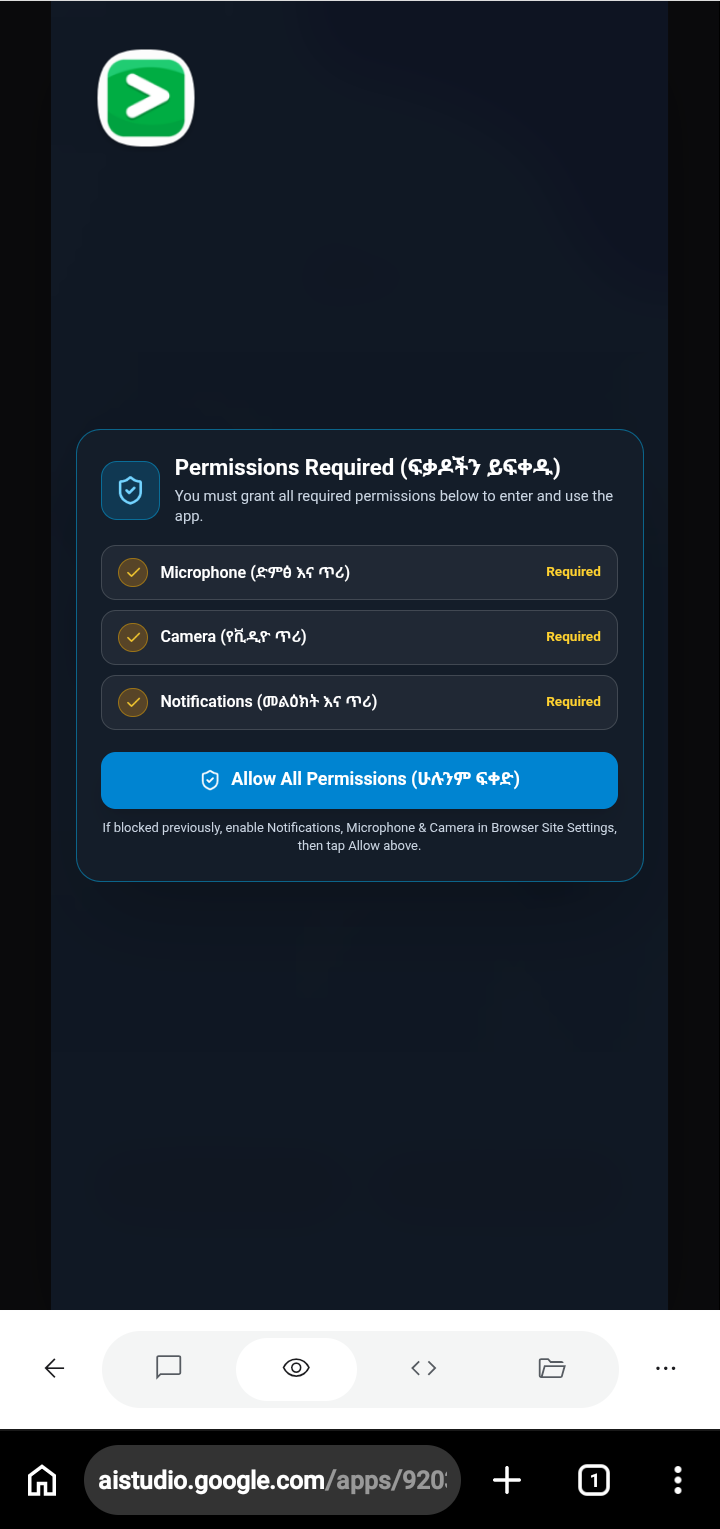 Permissions Required (ፍቃዶችን ይፍቀዱ)
You must grant all required permissions below to enter and use the
app.
Microphone (ድምፅ እና ጥሪ) Required
Camera (የቪዲዮ ጥሪ) Required
Notifications (መልዕክት እና ጥሪ) Required
Allow All Permissions (ሁሉንም ፍቀድ)
If blocked previously, enable Notifications, Microphone & Camera in Browser Site Settings,
then tap Allow above.
aistudio.google.com/apps/920
1